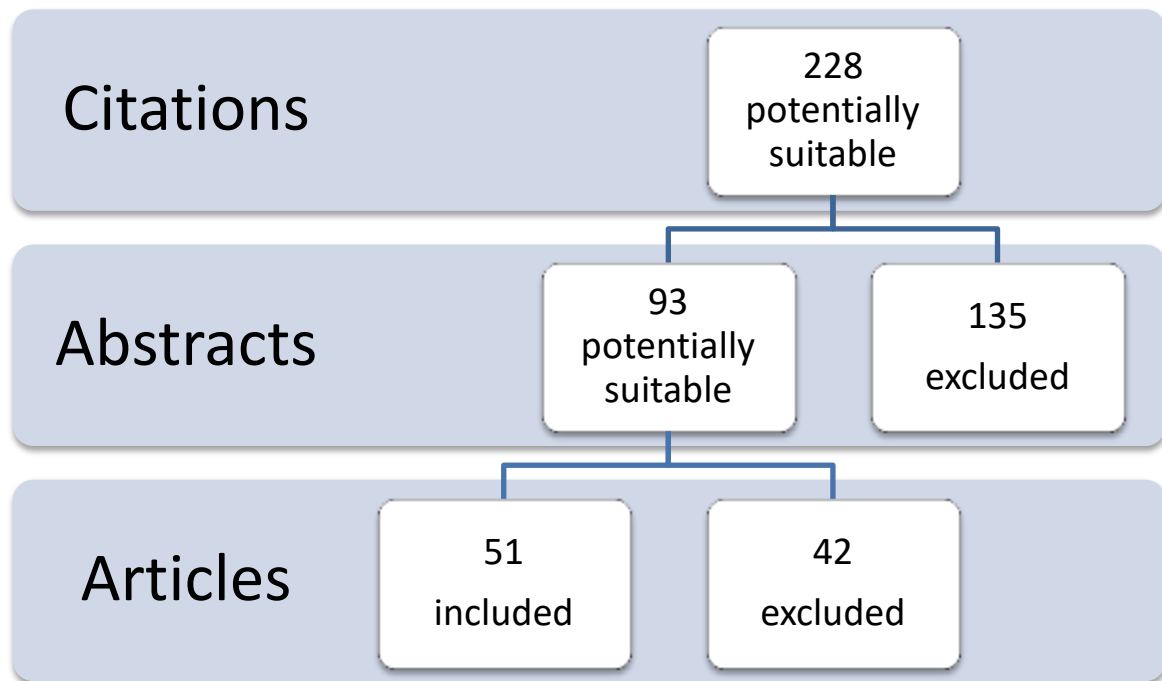 Citations
228
potentially
suitable
Abstracts
93
potentially
suitable
135
excluded
Articles
51
included
42
excluded